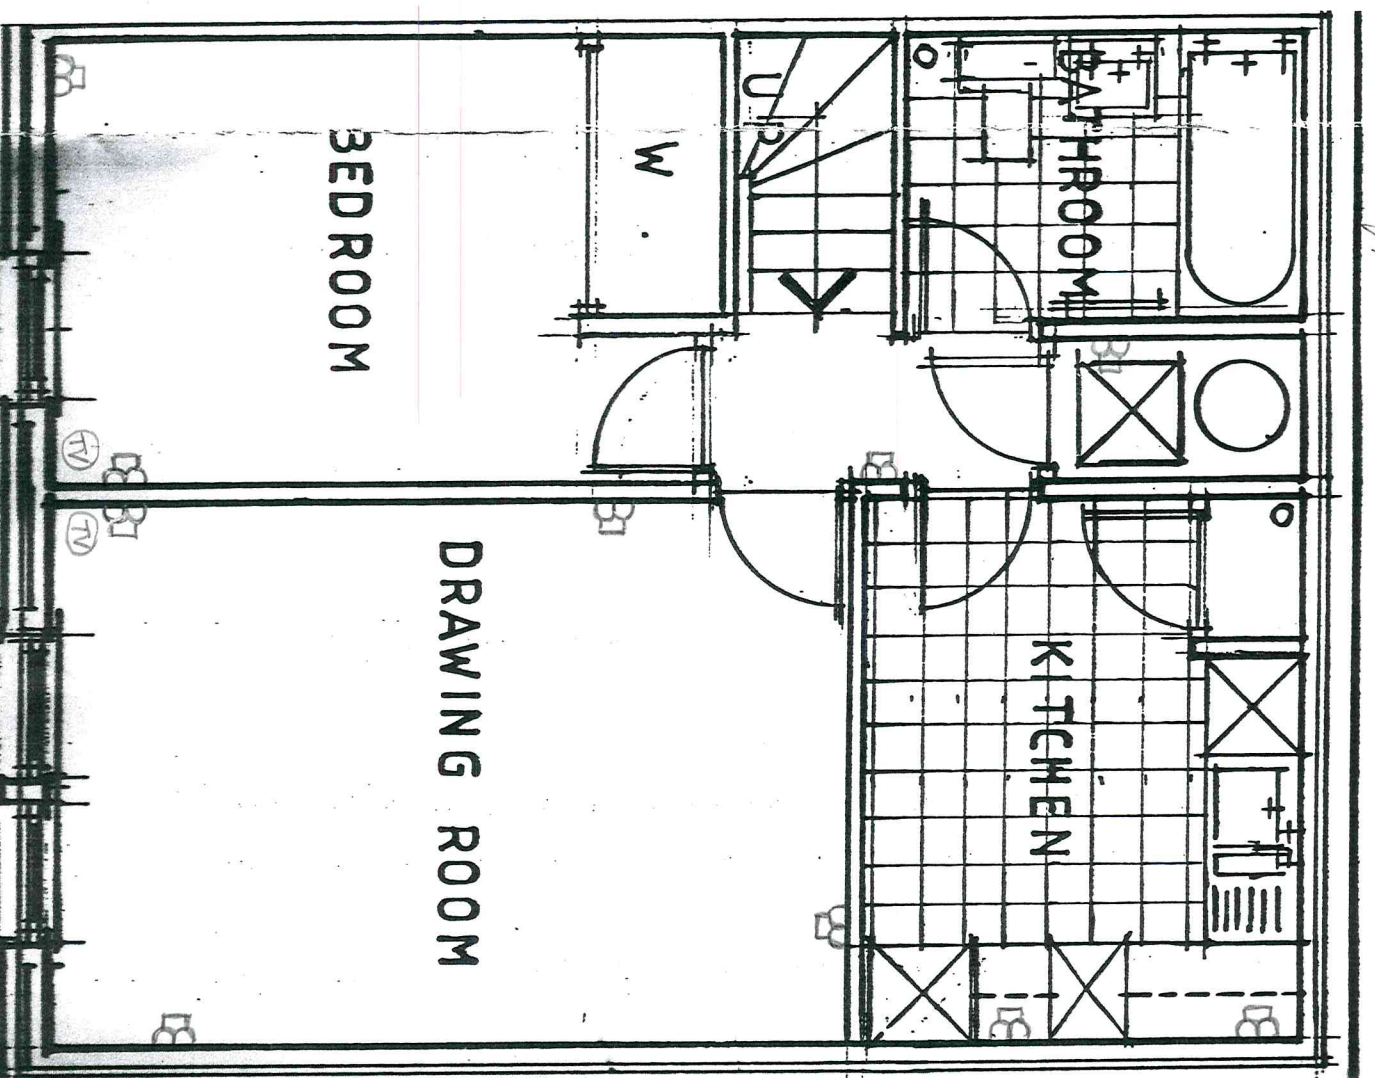 BATHROOM
UP
W.
BEDROOM
KITCHEN
DRAWING ROOM
TV
TV